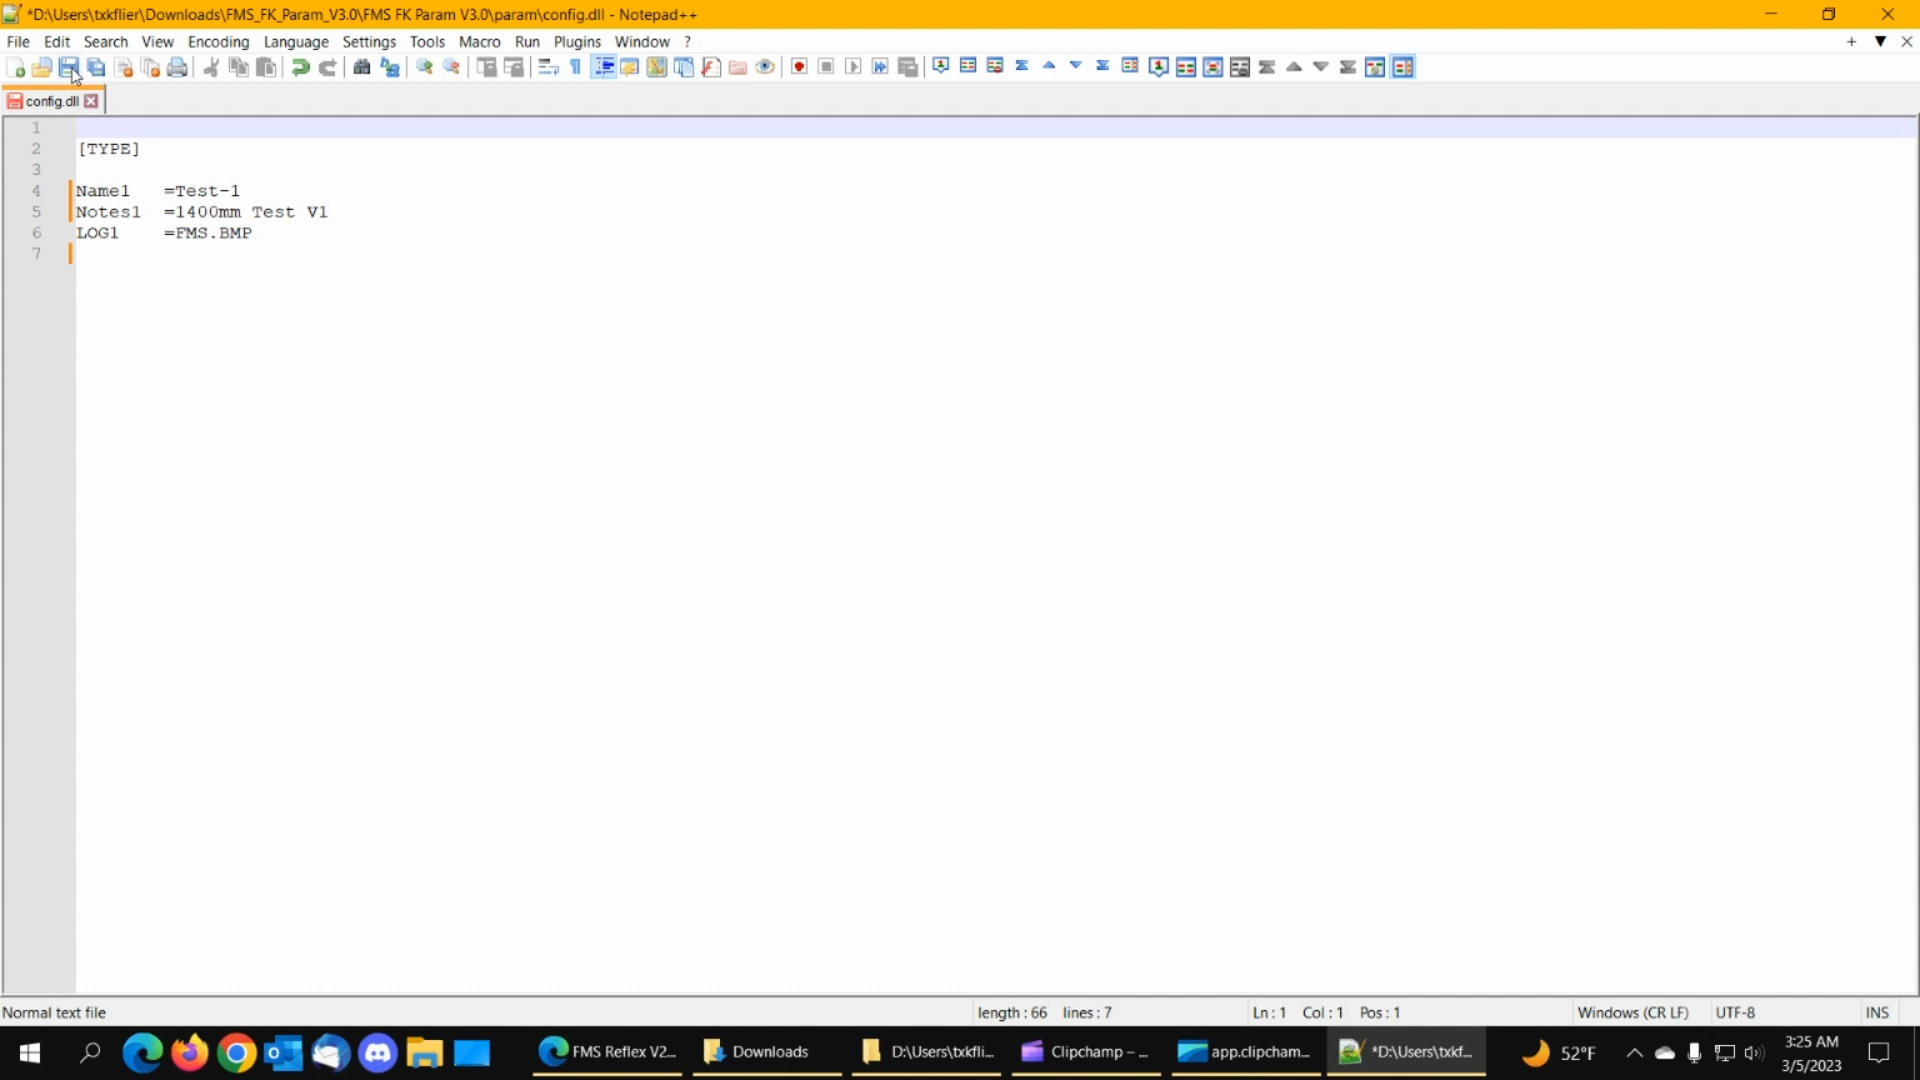 *D:\Users\txkflier\Downloads\FMS_FK_Param_V3.0\FMS FK Param V3.0\param\config.dll - Notepad++
File Edit Search View Encoding Language Settings Tools Macro Run Plugins Window ?
config.dll
1
2 [TYPE]
3
4 Name1 =Test-1
5 Notes1 =1400mm Test V1
6 LOG1 =FMS.BMP
7
Normal text file length : 66 lines : 7 Ln : 1 Col : 1 Pos : 1 Windows (CR LF) UTF-8 INS
FMS Reflex V2... Downloads D:\Users\txkfli... Clipchamp – ... app.clipcham... *D:\Users\txkf... 52°F 3:25 AM
3/5/2023